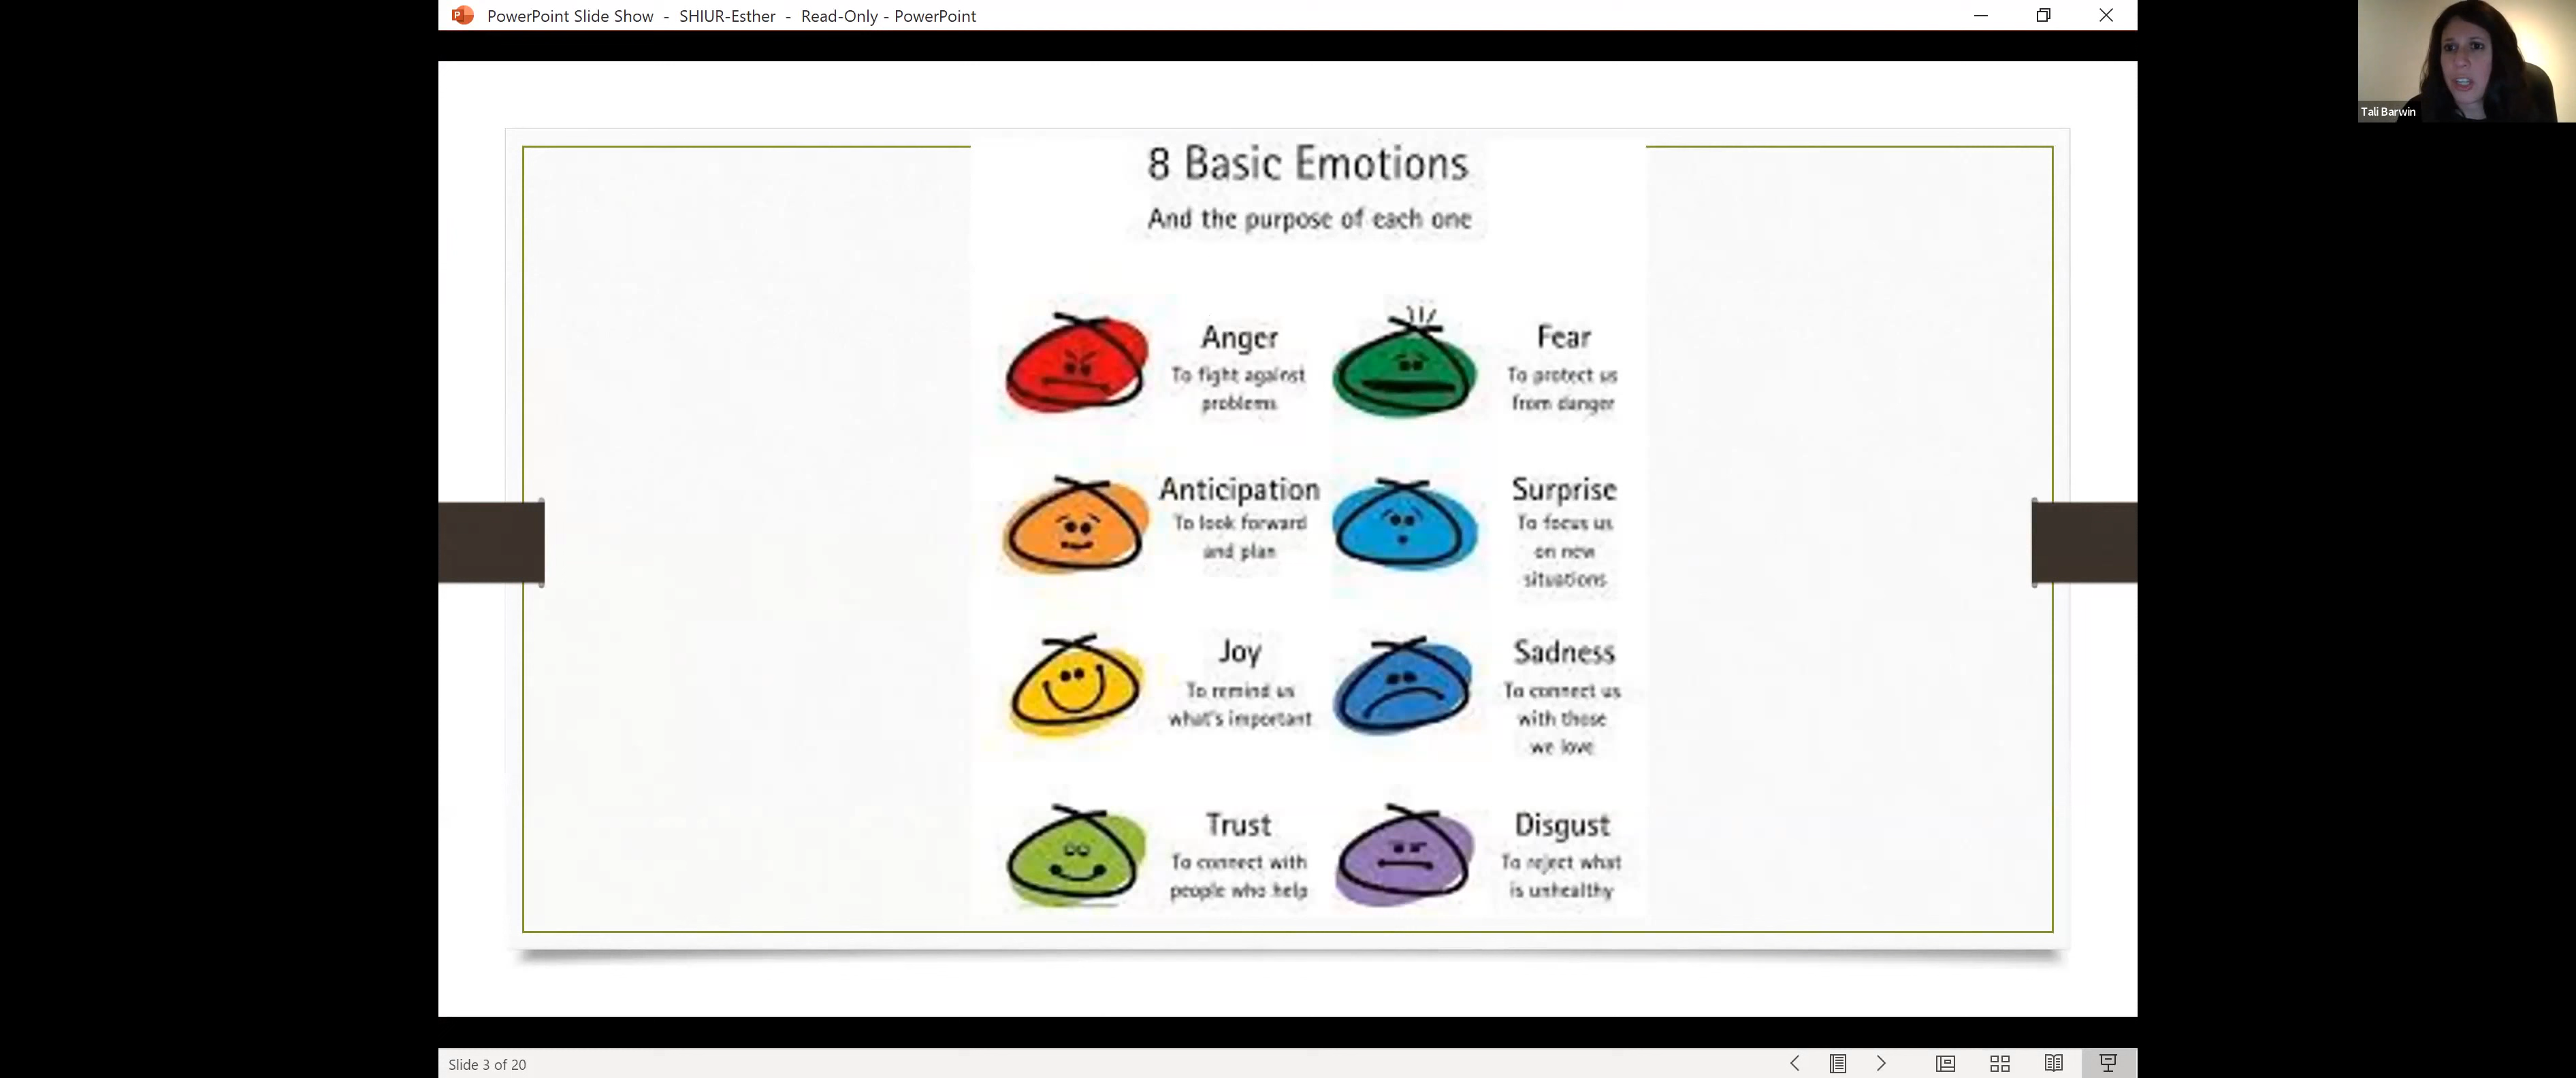 PowerPoint Slide Show - SHIUR-Esther - Read-Only - PowerPoint
Tali Barwin
8 Basic Emotions
And the purpose of each one
Anger
To fight against
problems
Fear
To protect us
from danger
Anticipation
To look forward
and plan
Surprise
To focus us
on new
situations
Joy
To remind us
what's important
Sadness
To connect us
with those
we love
Trust
To connect with
people who help
Disgust
To reject what
is unhealthy
Slide 3 of 20